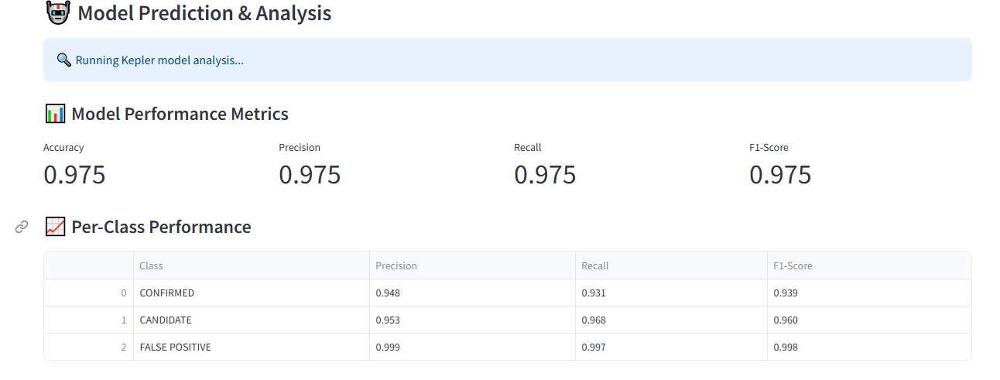 Model Prediction & Analysis
Running Kepler model analysis...
Model Performance Metrics
Accuracy Precision Recall F1-Score
0.975 0.975 0.975 0.975
Per-Class Performance
Class Precision Recall F1-Score
0 CONFIRMED 0.948 0.931 0.939
1 CANDIDATE 0.953 0.968 0.960
2 FALSE POSITIVE 0.999 0.997 0.998